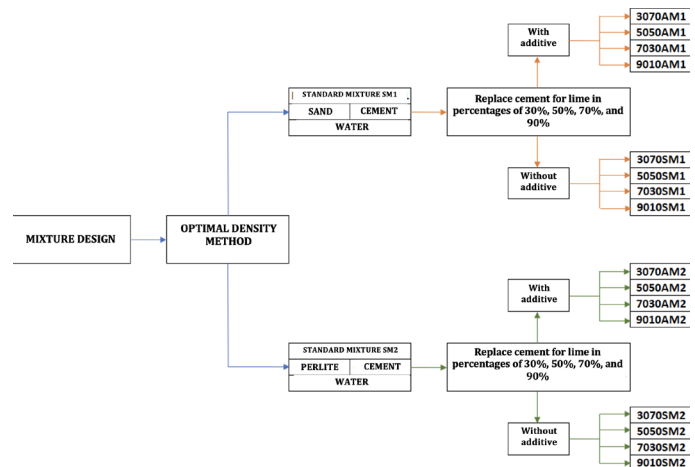 MIXTURE DESIGN
OPTIMAL DENSITY
METHOD
STANDARD MIXTURE SM1
SAND CEMENT
WATER
Replace cement for lime in
percentages of 30%, 50%, 70%, and
90%
With
additive
3070AM1
5050AM1
7030AM1
9010AM1
Without
additive
3070SM1
5050SM1
7030SM1
9010SM1
STANDARD MIXTURE SM2
PERLITE CEMENT
WATER
Replace cement for lime in
percentages of 30%, 50%, 70%, and
90%
With
additive
3070AM2
5050AM2
7030AM2
9010AM2
Without
additive
3070SM2
5050SM2
7030SM2
9010SM2